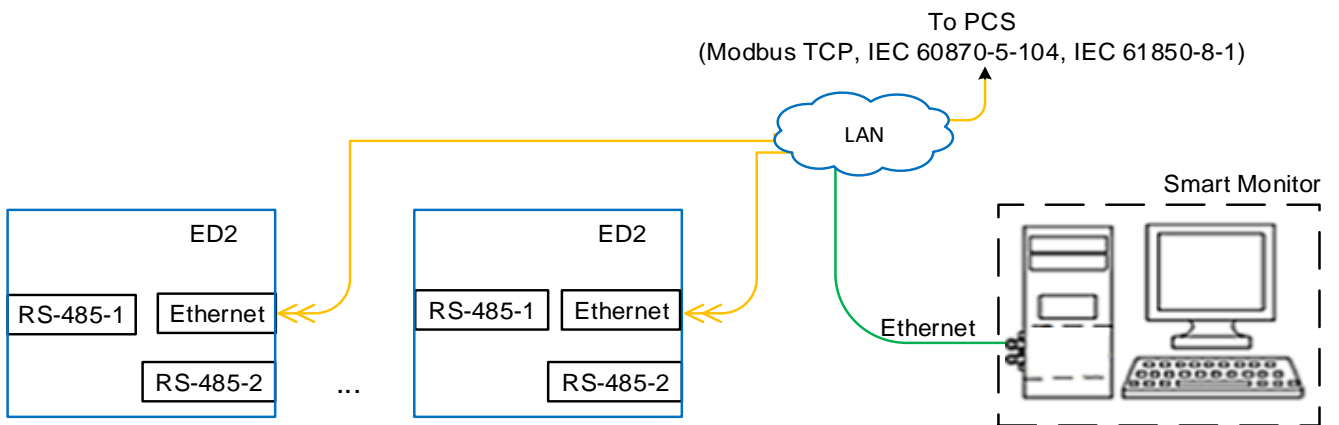 To PCS
(Modbus TCP, IEC 60870-5-104, IEC 61850-8-1)
LAN
Smart Monitor
ED2
RS-485-1
Ethernet
RS-485-2
...
ED2
RS-485-1
Ethernet
RS-485-2
Ethernet